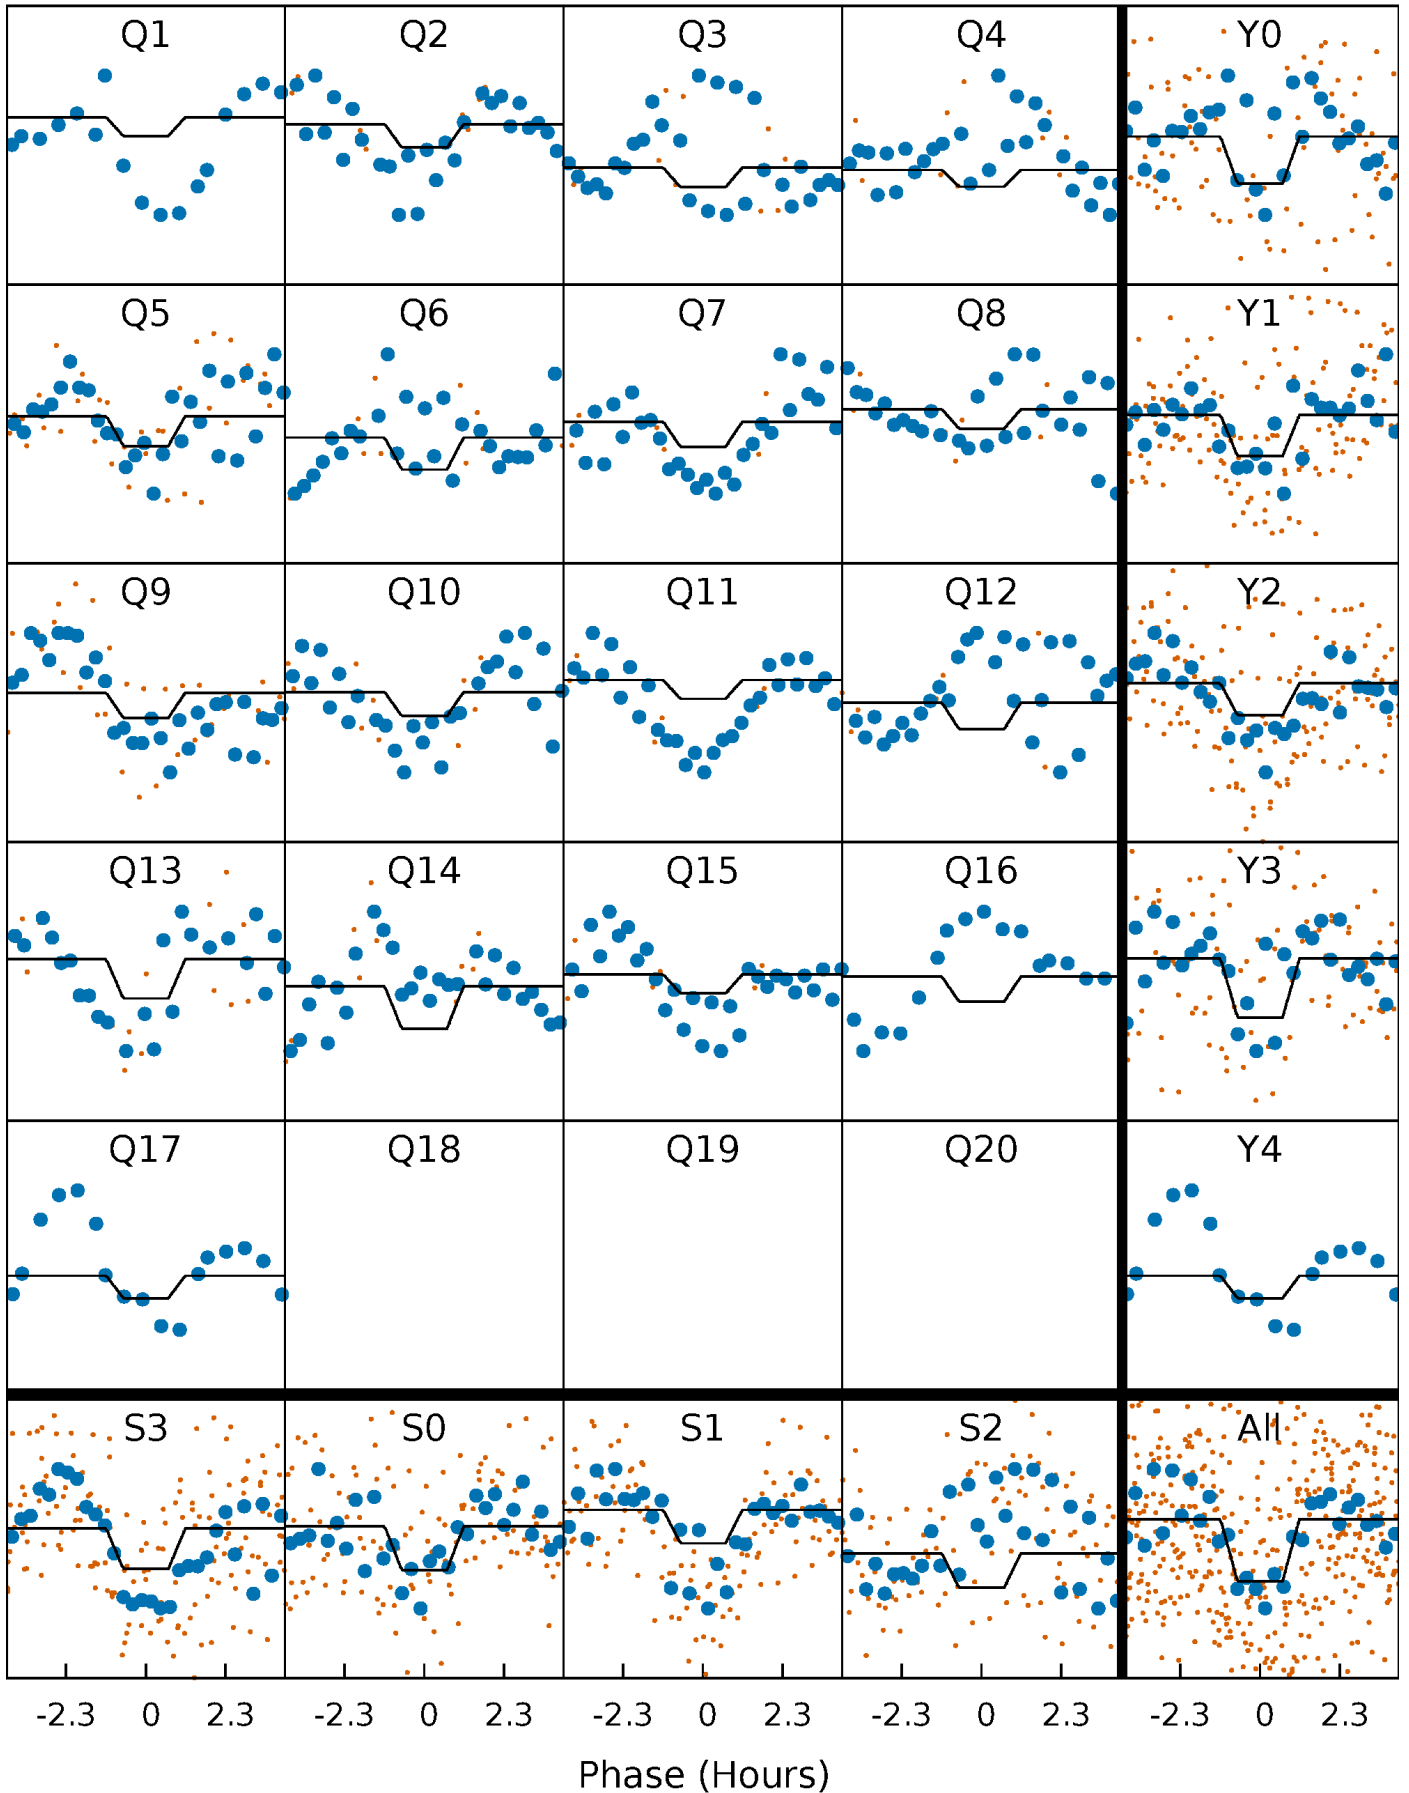 Q1 Q2 Q3 Q4 Y0
Q5 Q6 Q7 Q8 Y1
Q9 Q10 Q11 Q12 Y2
Q13 Q14 Q15 Q16 Y3
Q17 Q18 Q19 Q20 Y4
S3 S0 S1 S2 All
-2.3 0 2.3 -2.3 0 2.3 -2.3 0 2.3 -2.3 0 2.3 -2.3 0 2.3
Phase (Hours)